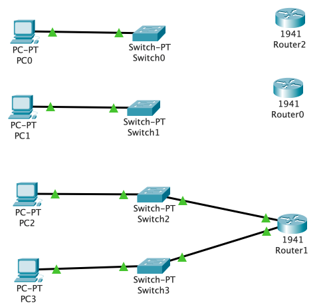 PC-PT
PC0
Switch-PT
Switch0
1941
Router2
PC-PT
PC1
Switch-PT
Switch1
1941
Router0
PC-PT
PC2
Switch-PT
Switch2
1941
Router1
PC-PT
PC3
Switch-PT
Switch3